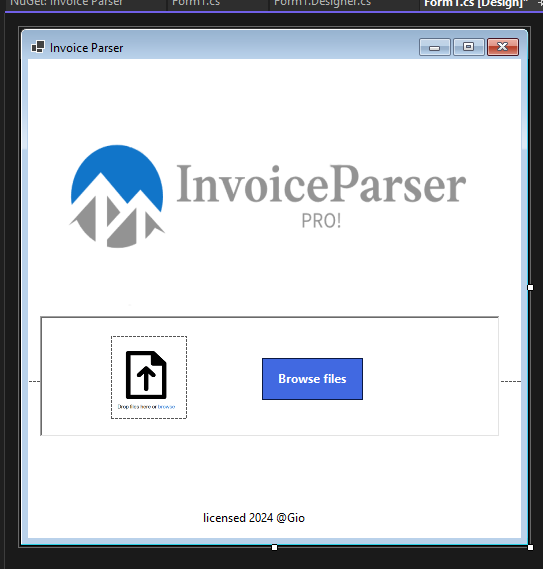 NuGet: Invoice Parser
Form1.cs
Form1.Designer.cs
Form1.cs [Design]*
Invoice Parser
InvoiceParser
PRO!
Drop files here or browse
Browse files
licensed 2024 @Gio